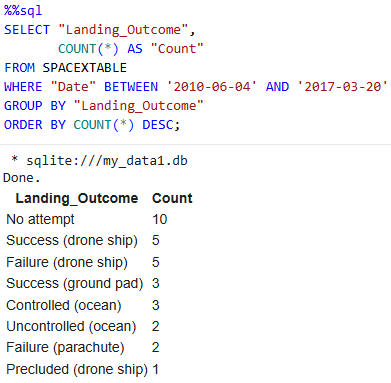 %%sql
SELECT "Landing_Outcome",
COUNT(*) AS "Count"
FROM SPACEXTABLE
WHERE "Date" BETWEEN '2010-06-04' AND '2017-03-20'
GROUP BY "Landing_Outcome"
ORDER BY COUNT(*) DESC;
* sqlite:///my_data1.db
Done.
Landing_Outcome Count
No attempt 10
Success (drone ship) 5
Failure (drone ship) 5
Success (ground pad) 3
Controlled (ocean) 3
Uncontrolled (ocean) 2
Failure (parachute) 2
Precluded (drone ship) 1